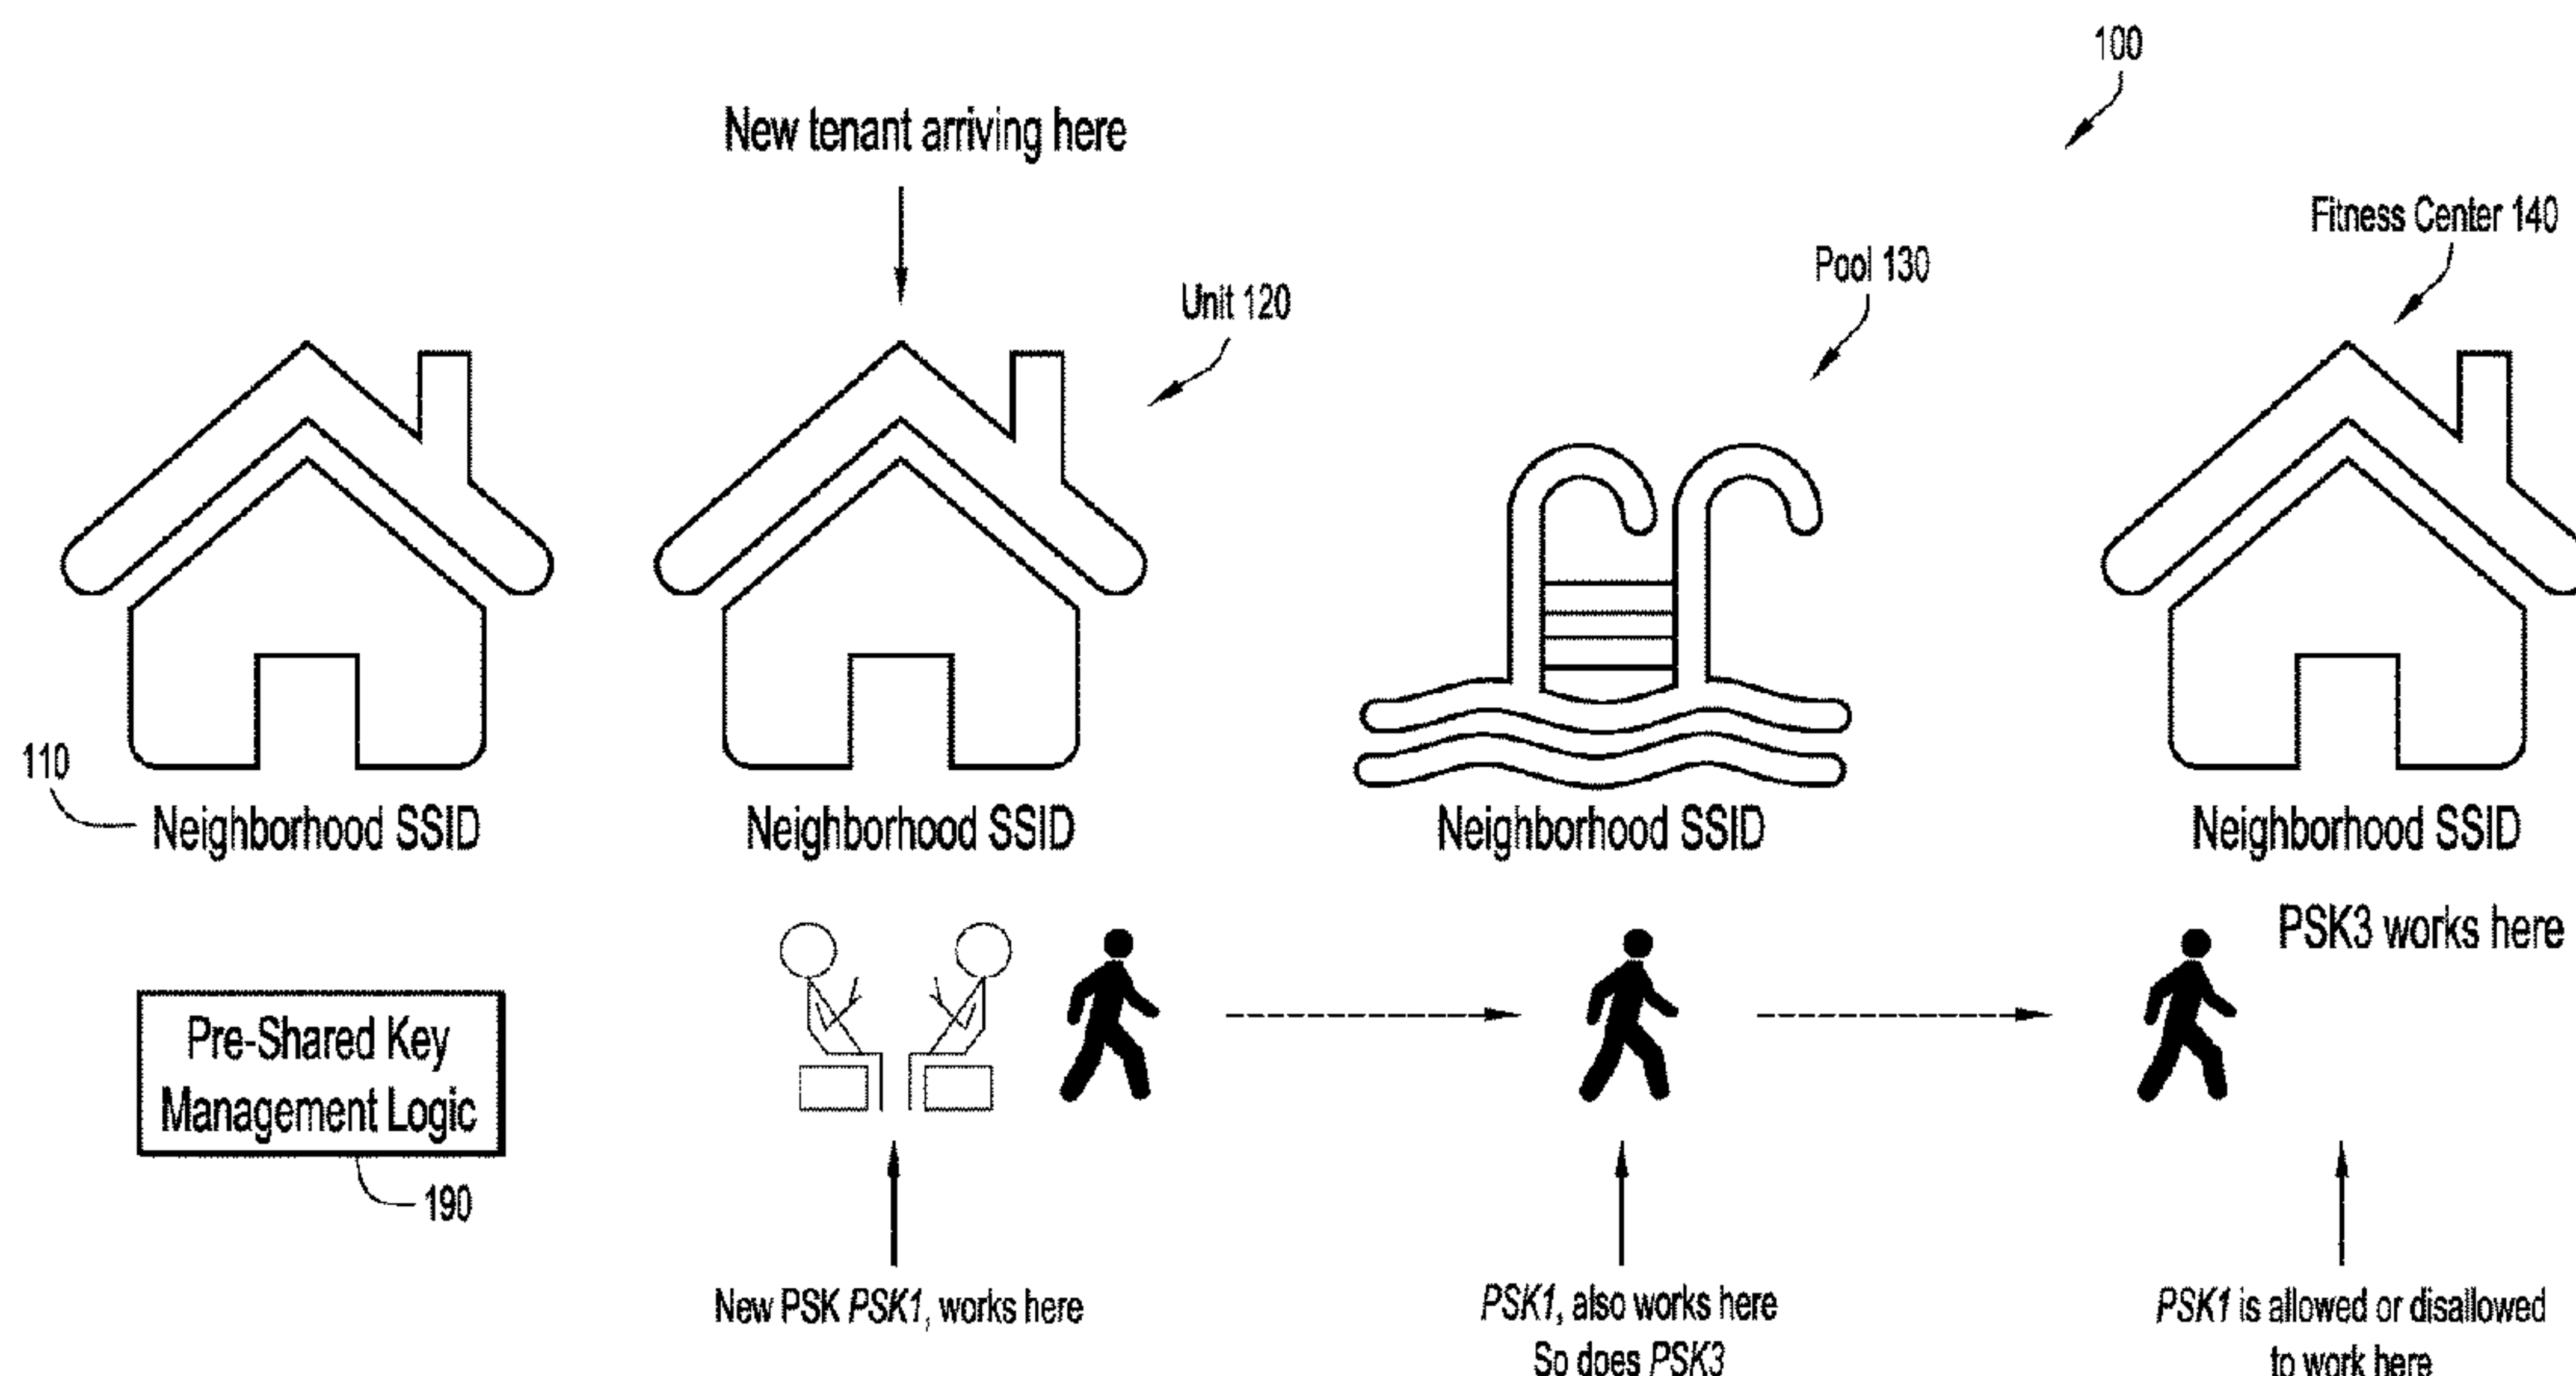 100
New tenant arriving here
Fitness Center 140
Pool 130
Unit 120
110
Neighborhood SSID
Neighborhood SSID
Neighborhood SSID
Neighborhood SSID
PSK3 works here
Pre-Shared Key
Management Logic
190
New PSK PSK1, works here
PSK1, also works here
So does PSK3
PSK1 is allowed or disallowed
to work here